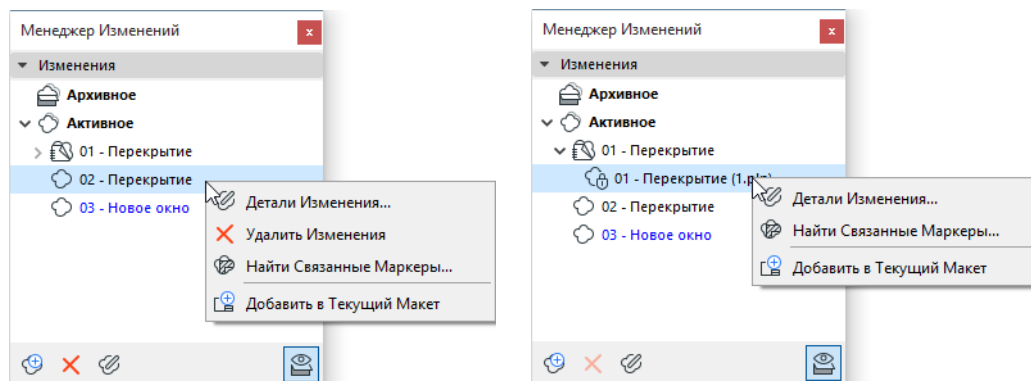 Менеджер Изменений
x
Изменения
Архивное
Активное
01 - Перекрытие
02 - Перекрытие
03 - Новое окно
Детали Изменения...
Удалить Изменения
Найти Связанные Маркеры...
Добавить в Текущий Макет
Менеджер Изменений
x
Изменения
Архивное
Активное
01 - Перекрытие
01 - Перекрытие (1.pln)
02 - Перекрытие
03 - Новое окно
Детали Изменения...
Найти Связанные Маркеры...
Добавить в Текущий Макет